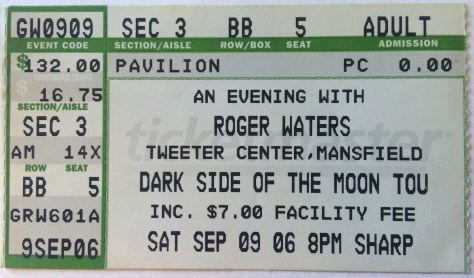 GW0909 SEC 3 BB 5 ADULT
EVENT CODE SECTION/AISLE ROW/BOX SEAT ADMISSION
$ 132.00 PAVILION PC 0.00
16.75 AN EVENING WITH
SECTION/AISLE
SEC 3 ROGER WATERS
ticketmaster
AM 14X TWEETER CENTER,MANSFIELD
ROW SEAT
BB 5 DARK SIDE OF THE MOON TOU
GRW601A INC. $7.00 FACILITY FEE
9SEP06 SAT SEP 09 06 8PM SHARP